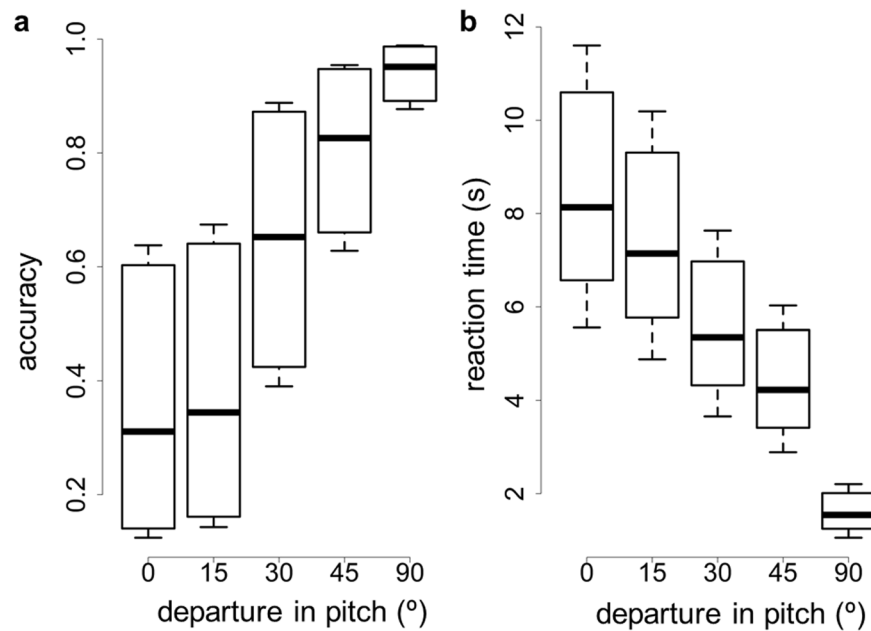 a
accuracy
1.0
0.8
0.6
0.4
0.2
0 15 30 45 90
departure in pitch (º)
b
reaction time (s)
12
10
8
6
4
2
0 15 30 45 90
departure in pitch (º)